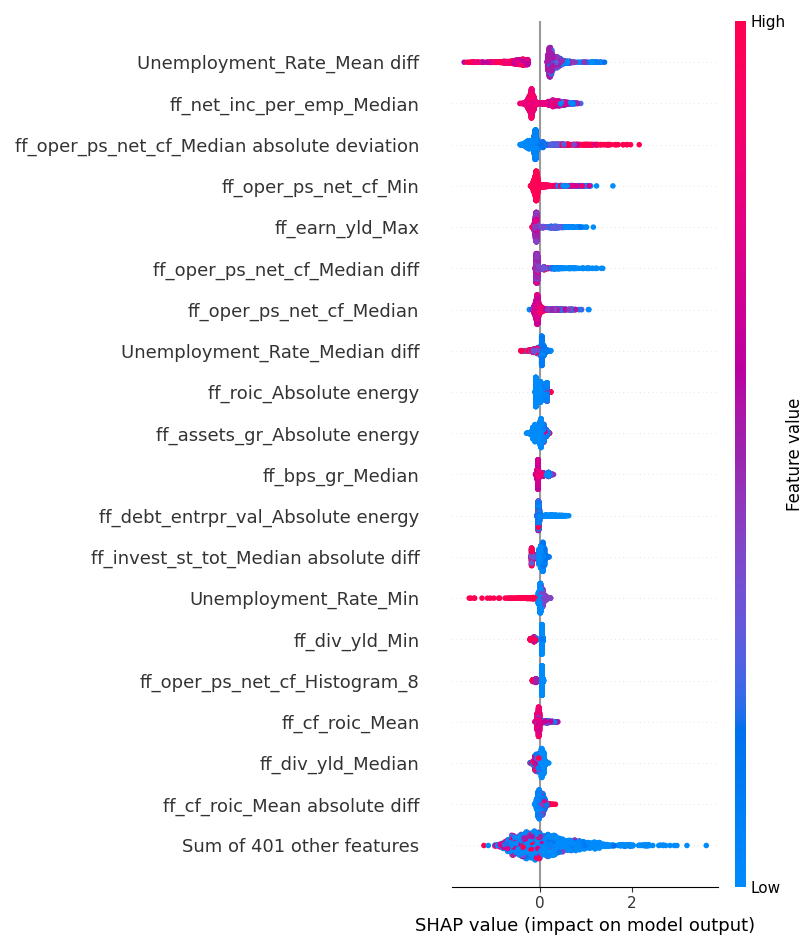 High
Unemployment_Rate_Mean diff
ff_net_inc_per_emp_Median
ff_oper_ps_net_cf_Median absolute deviation
ff_oper_ps_net_cf_Min
ff_earn_yld_Max
ff_oper_ps_net_cf_Median diff
ff_oper_ps_net_cf_Median
Unemployment_Rate_Median diff
ff_roic_Absolute energy
ff_assets_gr_Absolute energy
ff_bps_gr_Median
ff_debt_entrpr_val_Absolute energy
ff_invest_st_tot_Median absolute diff
Unemployment_Rate_Min
ff_div_yld_Min
ff_oper_ps_net_cf_Histogram_8
ff_cf_roic_Mean
ff_div_yld_Median
ff_cf_roic_Mean absolute diff
Sum of 401 other features
Feature value
Low
0 2
SHAP value (impact on model output)